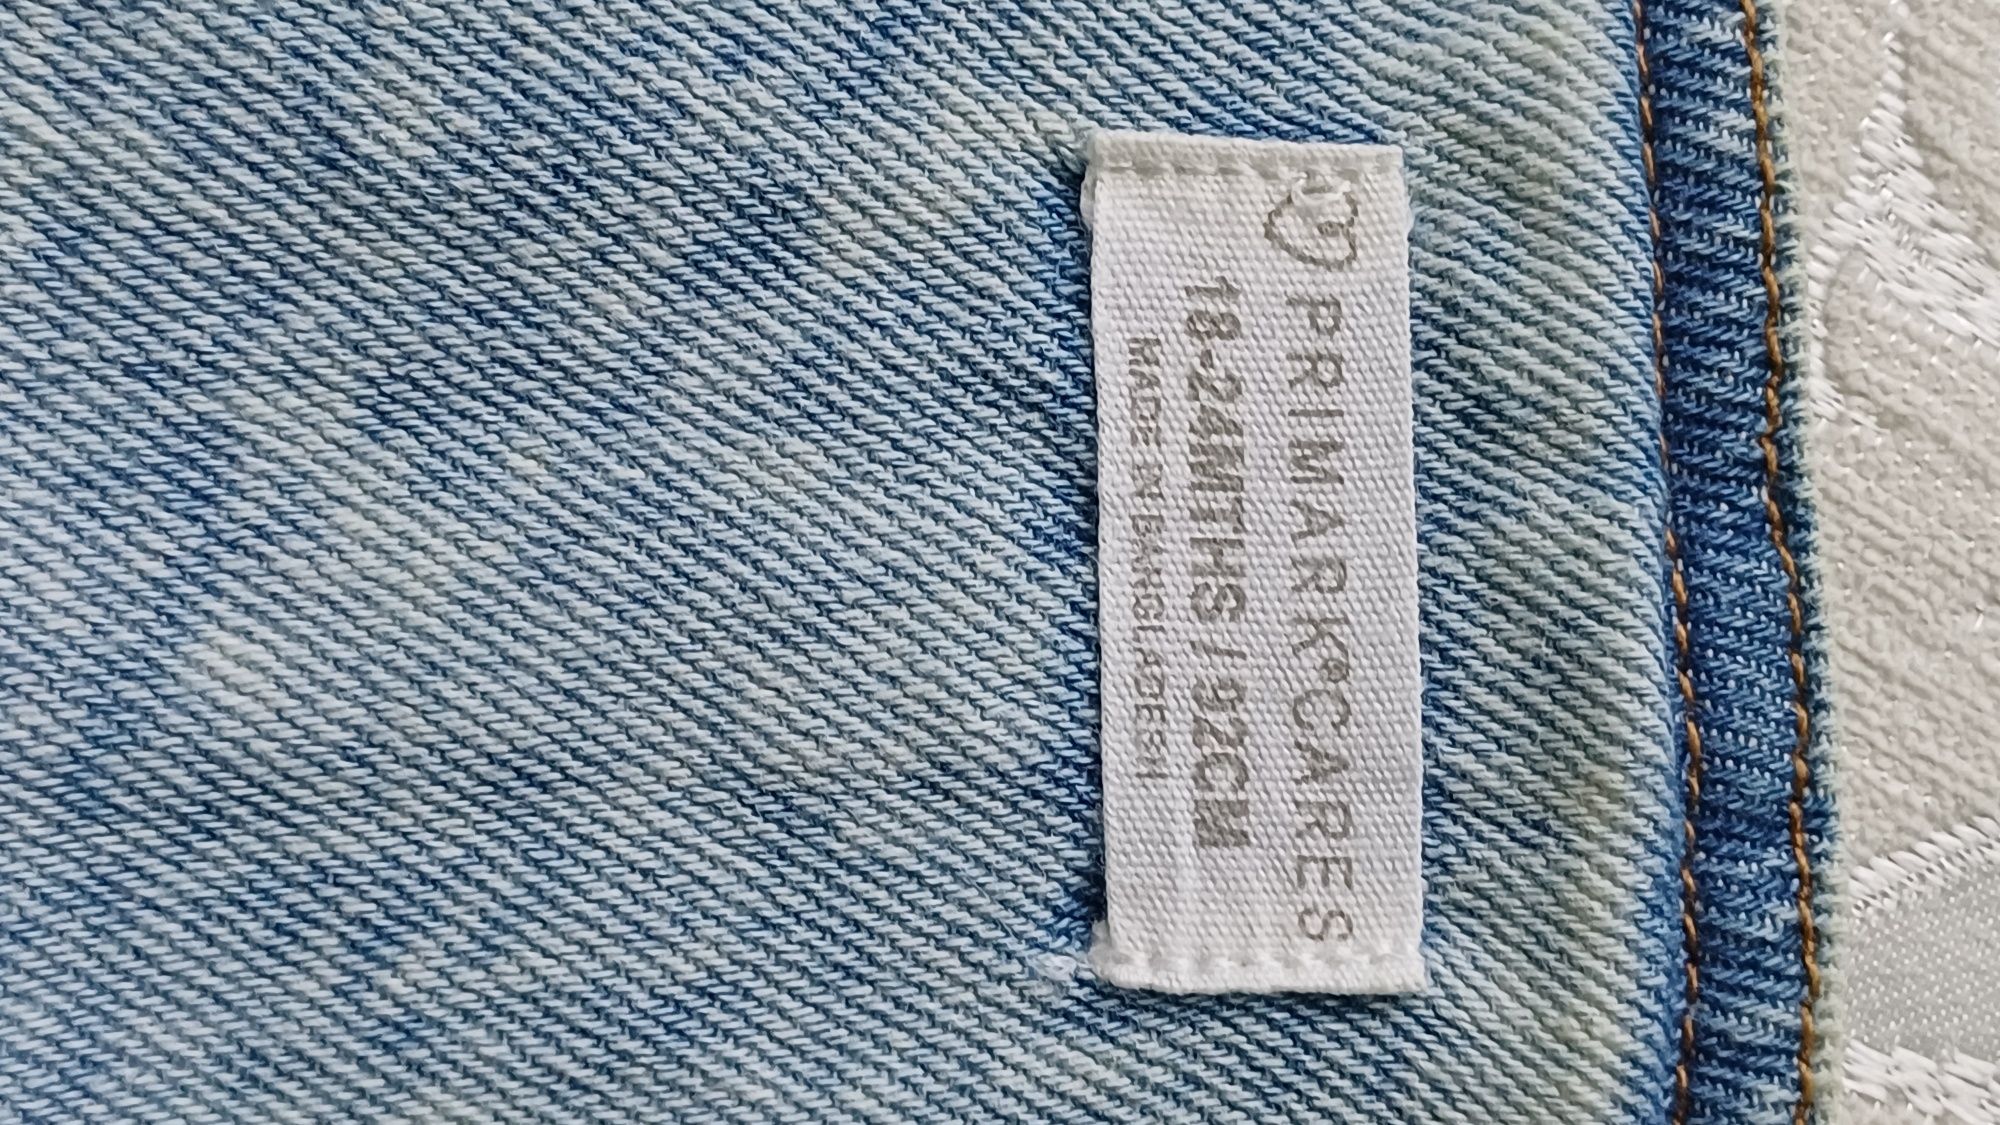 PRIMARK® CARES
18-24MTHS / 92CM
MADE IN BANGLADESH